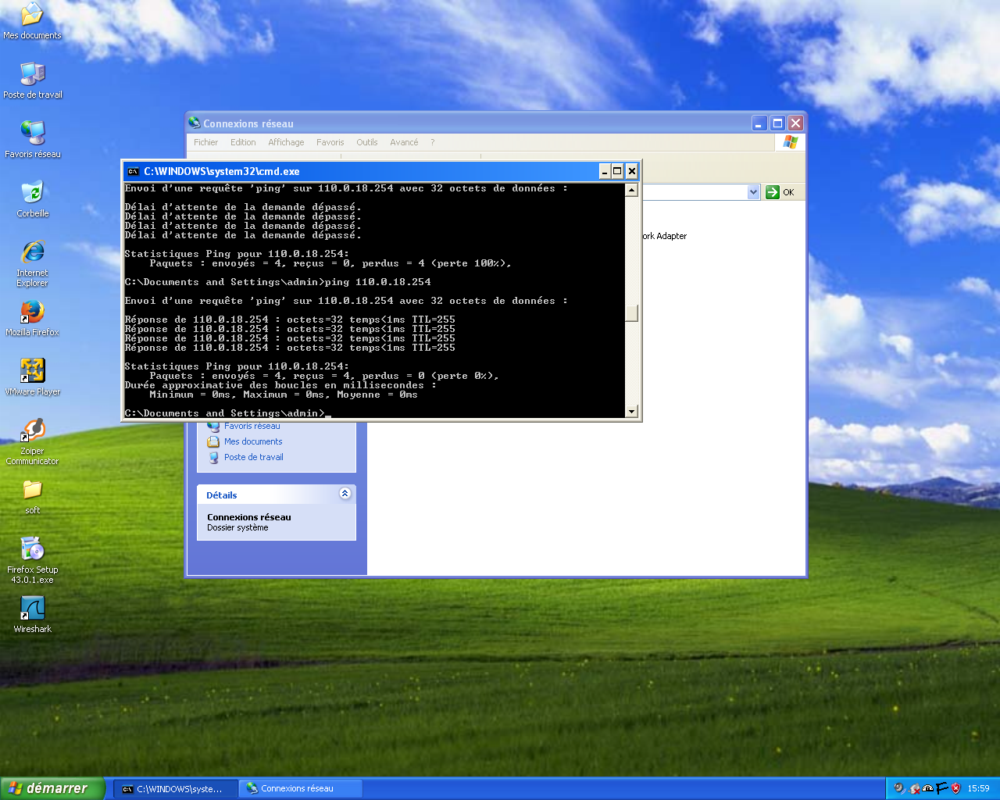 Mes documents
Poste de travail
Favoris réseau
Corbeille
Internet
Explorer
Mozilla Firefox
VMware Player
Zoiper
Communicator
soft
Firefox Setup
43.0.1.exe
Wireshark
Connexions réseau
Fichier Edition Affichage Favoris Outils Avancé ?
OK
ork Adapter
C:\WINDOWS\system32\cmd.exe
Envoi d'une requête 'ping' sur 110.0.18.254 avec 32 octets de données :
Délai d'attente de la demande dépassé.
Délai d'attente de la demande dépassé.
Délai d'attente de la demande dépassé.
Délai d'attente de la demande dépassé.
Statistiques Ping pour 110.0.18.254:
Paquets : envoyés = 4, reçus = 0, perdus = 4 (perte 100%),
C:\Documents and Settings\admin>ping 110.0.18.254
Envoi d'une requête 'ping' sur 110.0.18.254 avec 32 octets de données :
Réponse de 110.0.18.254 : octets=32 temps<1ms TTL=255
Réponse de 110.0.18.254 : octets=32 temps<1ms TTL=255
Réponse de 110.0.18.254 : octets=32 temps<1ms TTL=255
Réponse de 110.0.18.254 : octets=32 temps<1ms TTL=255
Statistiques Ping pour 110.0.18.254:
Paquets : envoyés = 4, reçus = 4, perdus = 0 (perte 0%),
Durée approximative des boucles en millisecondes :
Minimum = 0ms, Maximum = 0ms, Moyenne = 0ms
C:\Documents and Settings\admin>_
Favoris réseau
Mes documents
Poste de travail
Détails
Connexions réseau
Dossier système
démarrer
C:\WINDOWS\syste...
Connexions réseau
15:59